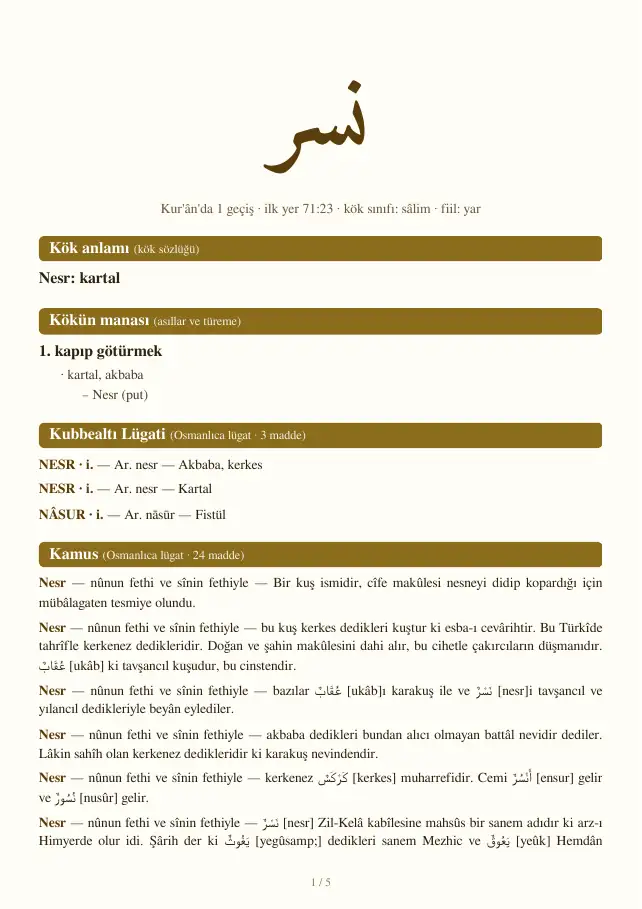 نسر
Kur'ân'da 1 geçiş · ilk yer 71:23 · kök sınıfı: sâlim · fiil: yar
Kök anlamı (kök sözlüğü)
Nesr: kartal
Kökün manası (asıllar ve türeme)
1. kapıp götürmek
· kartal, akbaba
– Nesr (put)
Kubbealtı Lügati (Osmanlıca lügat · 3 madde)
NESR · i. — Ar. nesr — Akbaba, kerkes
NESR · i. — Ar. nesr — Kartal
NÂSUR · i. — Ar. nāsūr — Fistül
Kamus (Osmanlıca lügat · 24 madde)
Nesr — nûnun fethi ve sînin fethiyle — Bir kuş ismidir, cîfe makûlesi nesneyi didip kopardığı için
mübâlagaten tesmiye olundu.
Nesr — nûnun fethi ve sînin fethiyle — bu kuş kerkes dedikleri kuştur ki esba-ı cevârihtir. Bu Türkîde
tahrîfle kerkenez dedikleridir. Doğan ve şahin makûlesini dahi alır, bu cihetle çakırcıların düşmanıdır.
عُقَابٌ [ukâb] ki tavşancıl kuşudur, bu cinstendir.
Nesr — nûnun fethi ve sînin fethiyle — bazılar عُقَابٌ [ukâb]ı karakuş ile ve نَسْرٌ [nesr]i tavşancıl ve
yılancıl dedikleriyle beyân eylediler.
Nesr — nûnun fethi ve sînin fethiyle — akbaba dedikleri bundan alıcı olmayan battâl nevidir dediler.
Lâkin sahîh olan kerkenez dedikleridir ki karakuş nevindendir.
Nesr — nûnun fethi ve sînin fethiyle — kerkenez كَرْكَسْ [kerkes] muharrefidir. Cemi أَنْسُرٌ [ensur] gelir
ve نُسُورٌ [nusûr] gelir.
Nesr — nûnun fethi ve sînin fethiyle — نَسْرٌ [nesr] Zil-Kelâ kabîlesine mahsûs bir sanem adıdır ki arz-ı
Himyerde olur idi. Şârih der ki يَغُوثٌ [yegûsamp;] dedikleri sanem Mezhic ve يَعُوقٌ [yeûk] Hemdân
1 / 5